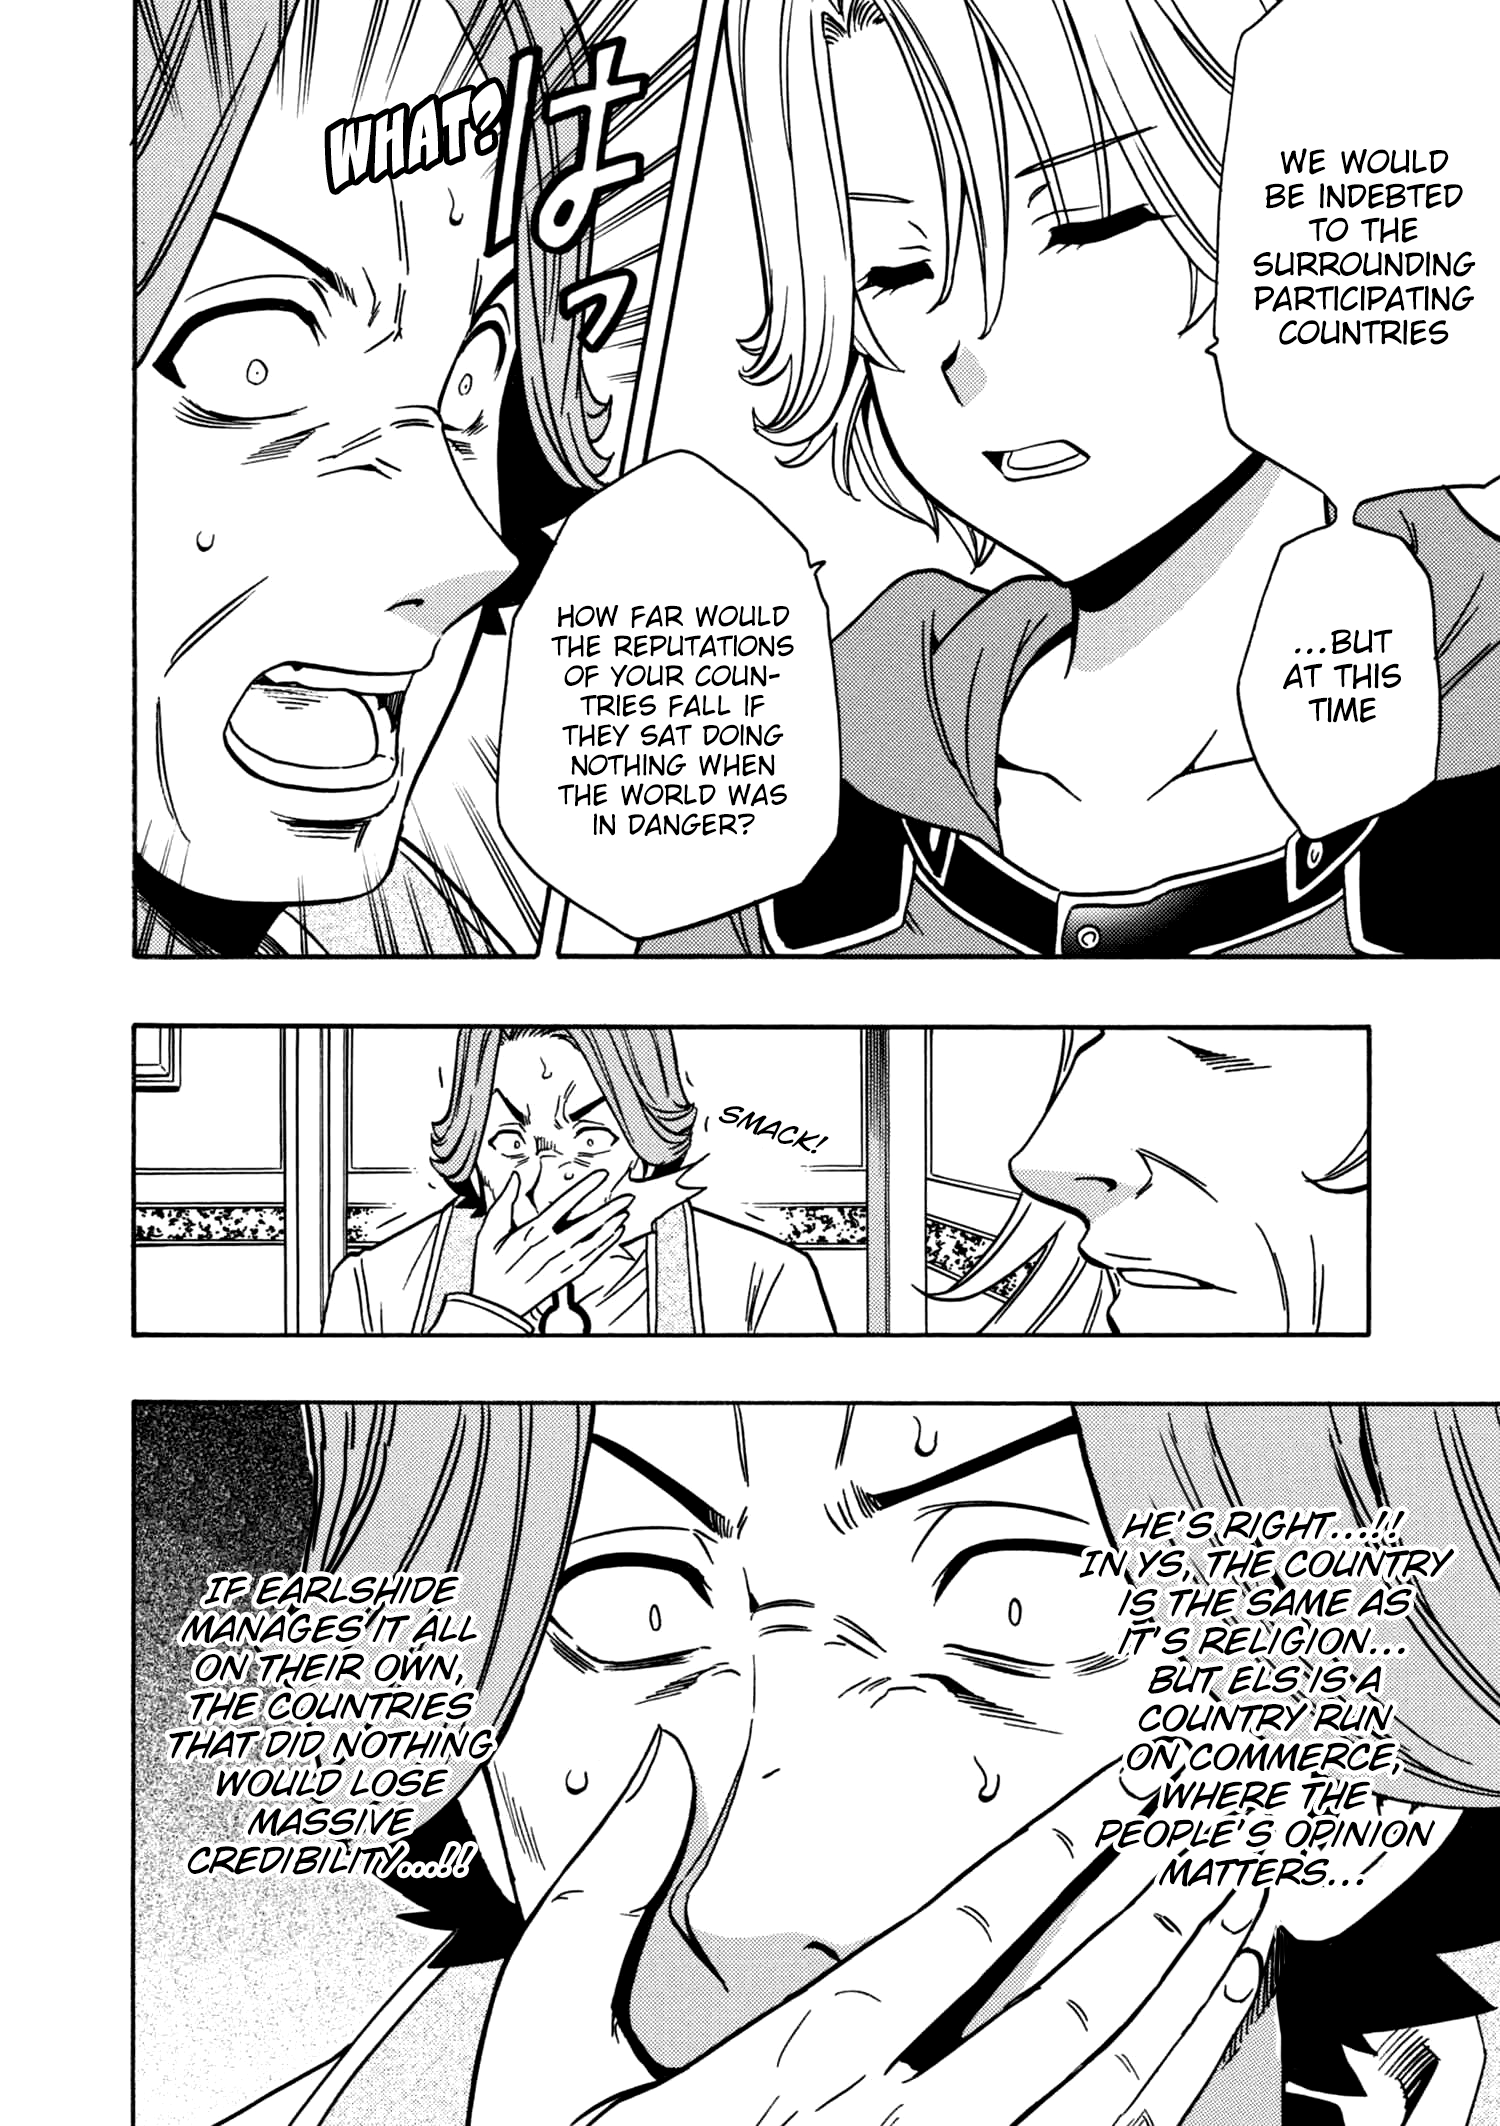 WE WOULD
BE INDEBTED
TO THE
SURROUNDING
PARTICIPATING
COUNTRIES
...BUT
AT THIS
TIME
HOW FAR WOULD
THE REPUTATIONS
OF YOUR COUN-
TRIES FALL IF
THEY SAT DOING
NOTHING WHEN
THE WORLD WAS
IN DANGER?
はっ
WHAT?
SMACK!
HE'S RIGHT...!!
IN YS, THE COUNTRY
IS THE SAME AS
IT'S RELIGION...
BUT ELS IS A
COUNTRY RUN
ON COMMERCE,
WHERE THE
PEOPLE'S OPINION
MATTERS...
IF EARLSHIDE
MANAGES IT ALL
ON THEIR OWN,
THE COUNTRIES
THAT DID NOTHING
WOULD LOSE
MASSIVE
CREDIBILITY...!!